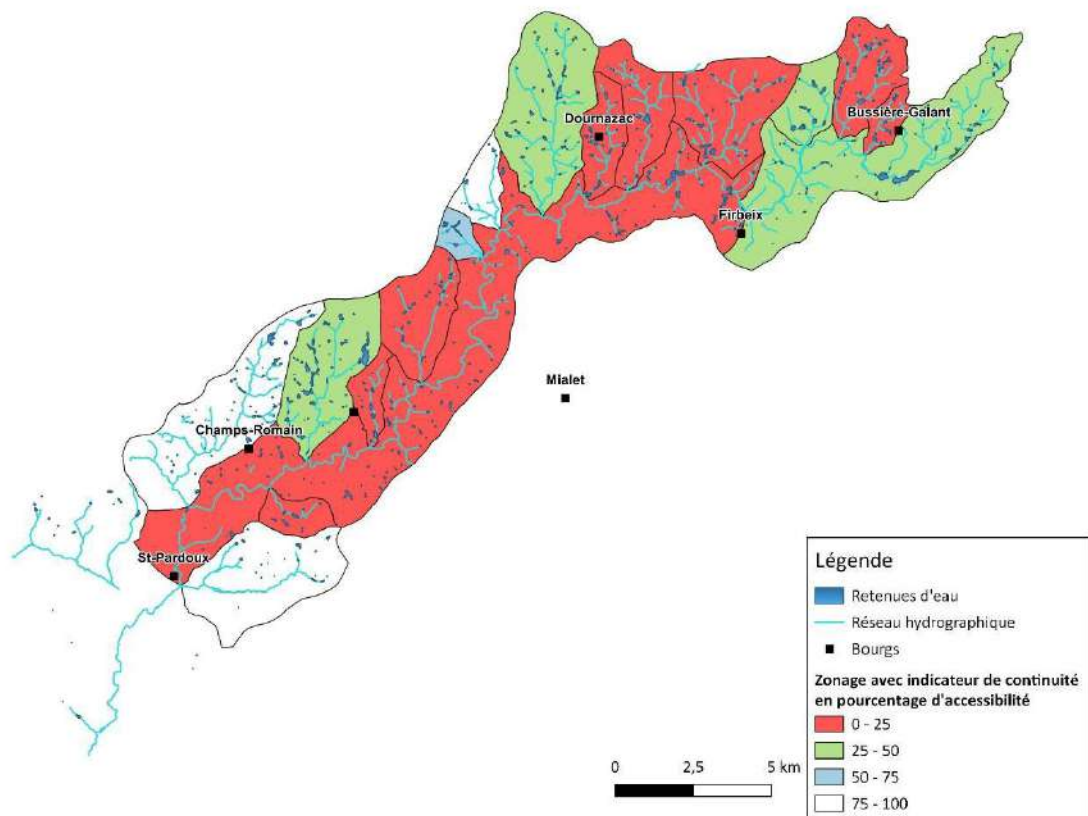 Dournazac
Bussière-Galant
Firbeix
Mialet
Champs-Romain
St-Pardoux
Légende
Retenues d'eau
Réseau hydrographique
Bourgs
Zonage avec indicateur de continuité
en pourcentage d'accessibilité
0 - 25
25 - 50
50 - 75
75 - 100
0 2,5 5 km